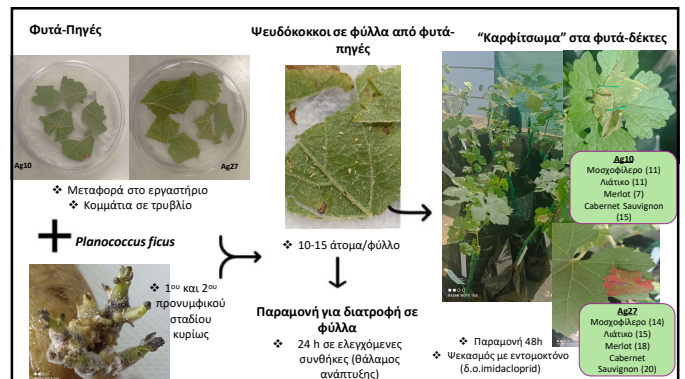 Φυτά-Πηγές
Ag10
Ag27
❖ Μεταφορά στο εργαστήριο
❖ Κομμάτια σε τρυβλίο
+ Planococcus ficus
❖ 1ου και 2ου
προνυμφικού
σταδίου
κυρίως
Ψευδόκοκκοι σε φύλλα από φυτά-
πηγές
❖ 10-15 άτομα/φύλλο
Παραμονή για διατροφή σε
φύλλα
❖ 24 h σε ελεγχόμενες
συνθήκες (θάλαμος
ανάπτυξης)
“Καρφίτσωμα” στα φυτά-δέκτες
Ag10
Μοσχοφίλερο (11)
Λιάτικο (11)
Merlot (7)
Cabernet Sauvignon
(15)
Ag27
Μοσχοφίλερο (14)
Λιάτικο (15)
Merlot (18)
Cabernet
Sauvignon (20)
❖ Παραμονή 48h
❖ Ψεκασμός με εντομοκτόνο
(δ.ο.imidacloprid)